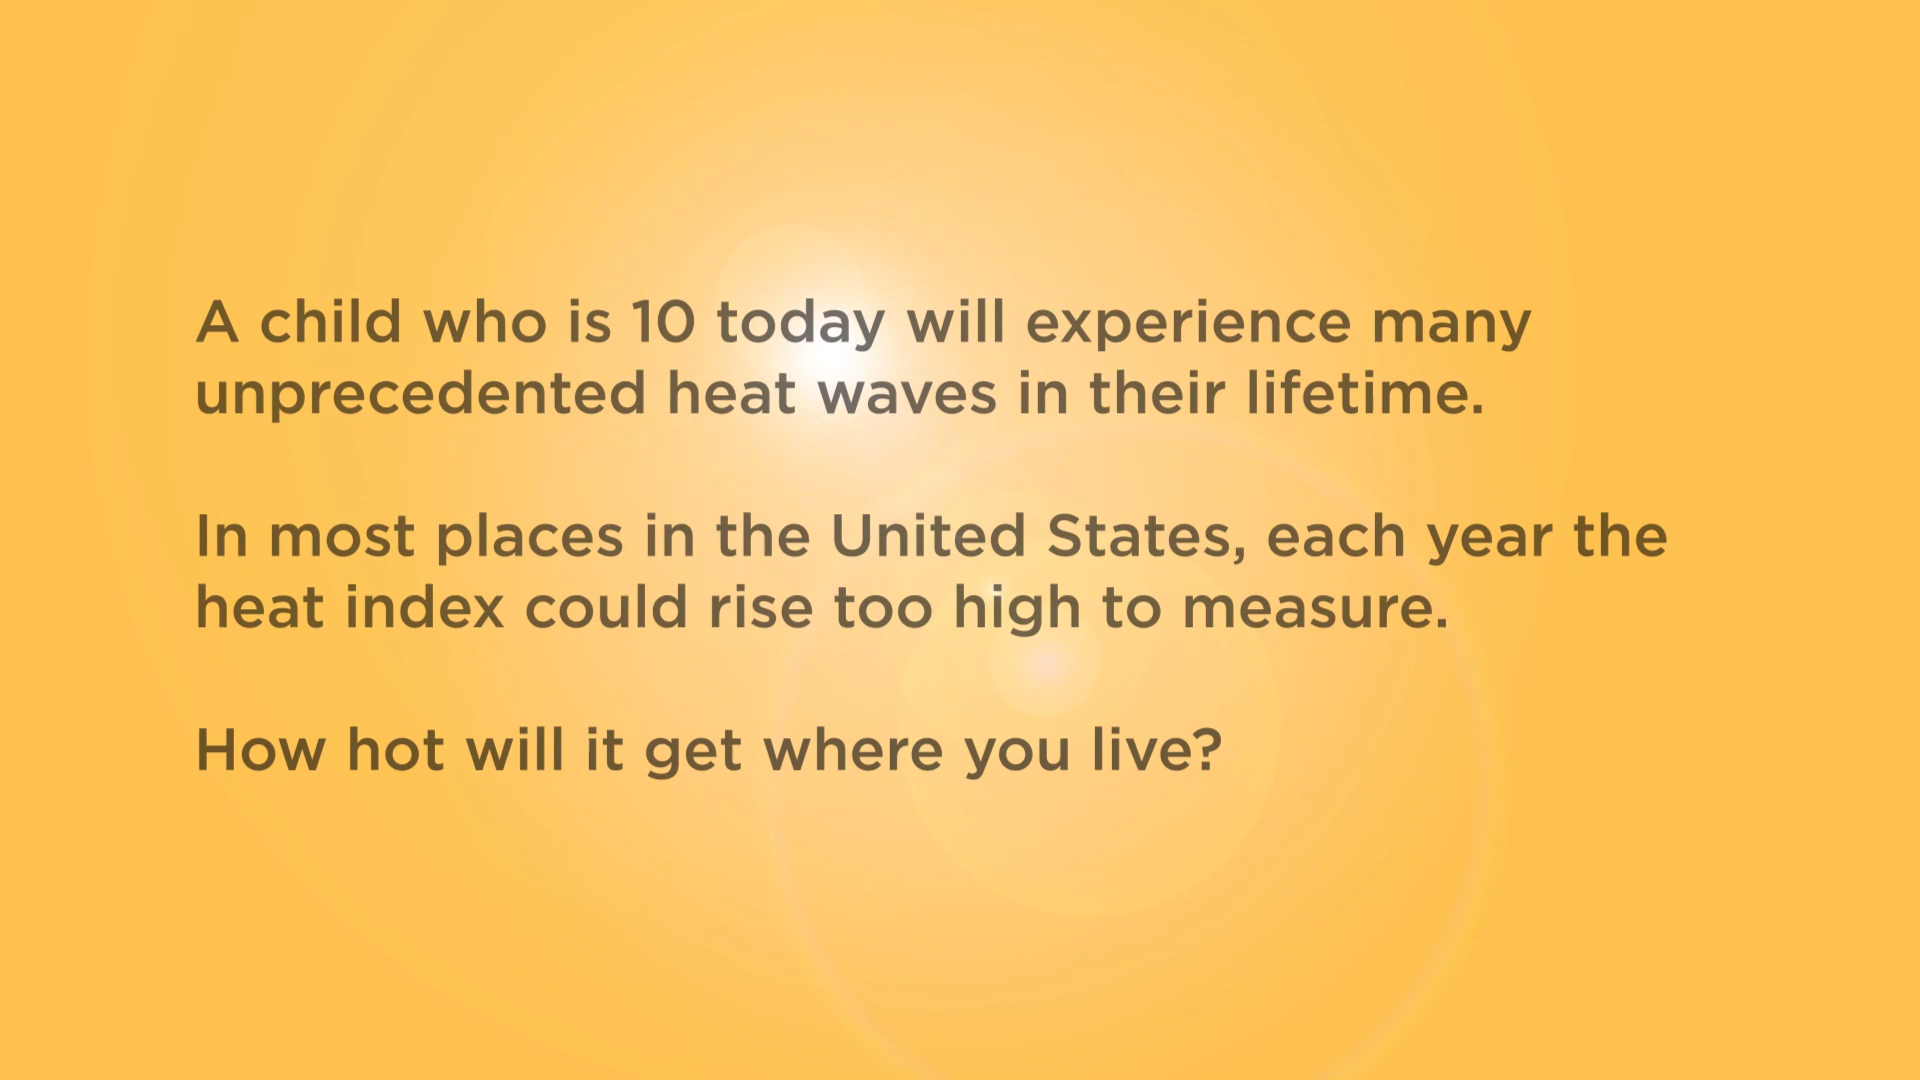 A child who is 10 today will experience many
unprecedented heat waves in their lifetime.
In most places in the United States, each year the
heat index could rise too high to measure.
How hot will it get where you live?